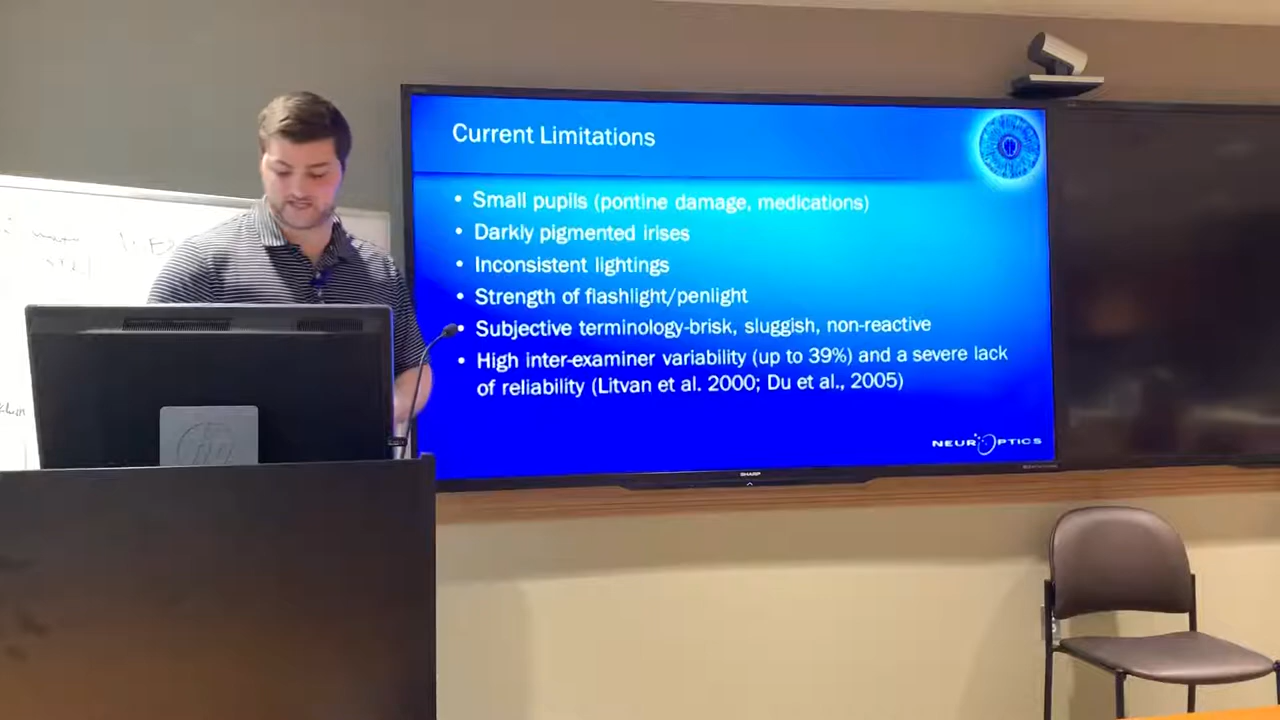 Current Limitations
• Small pupils (pontine damage, medications)
• Darkly pigmented irises
• Inconsistent lightings
• Strength of flashlight/penlight
• Subjective terminology-brisk, sluggish, non-reactive
• High inter-examiner variability (up to 39%) and a severe lack
of reliability (Litvan et al. 2000; Du et al., 2005)
NEUROPTICS
SHARP
hp